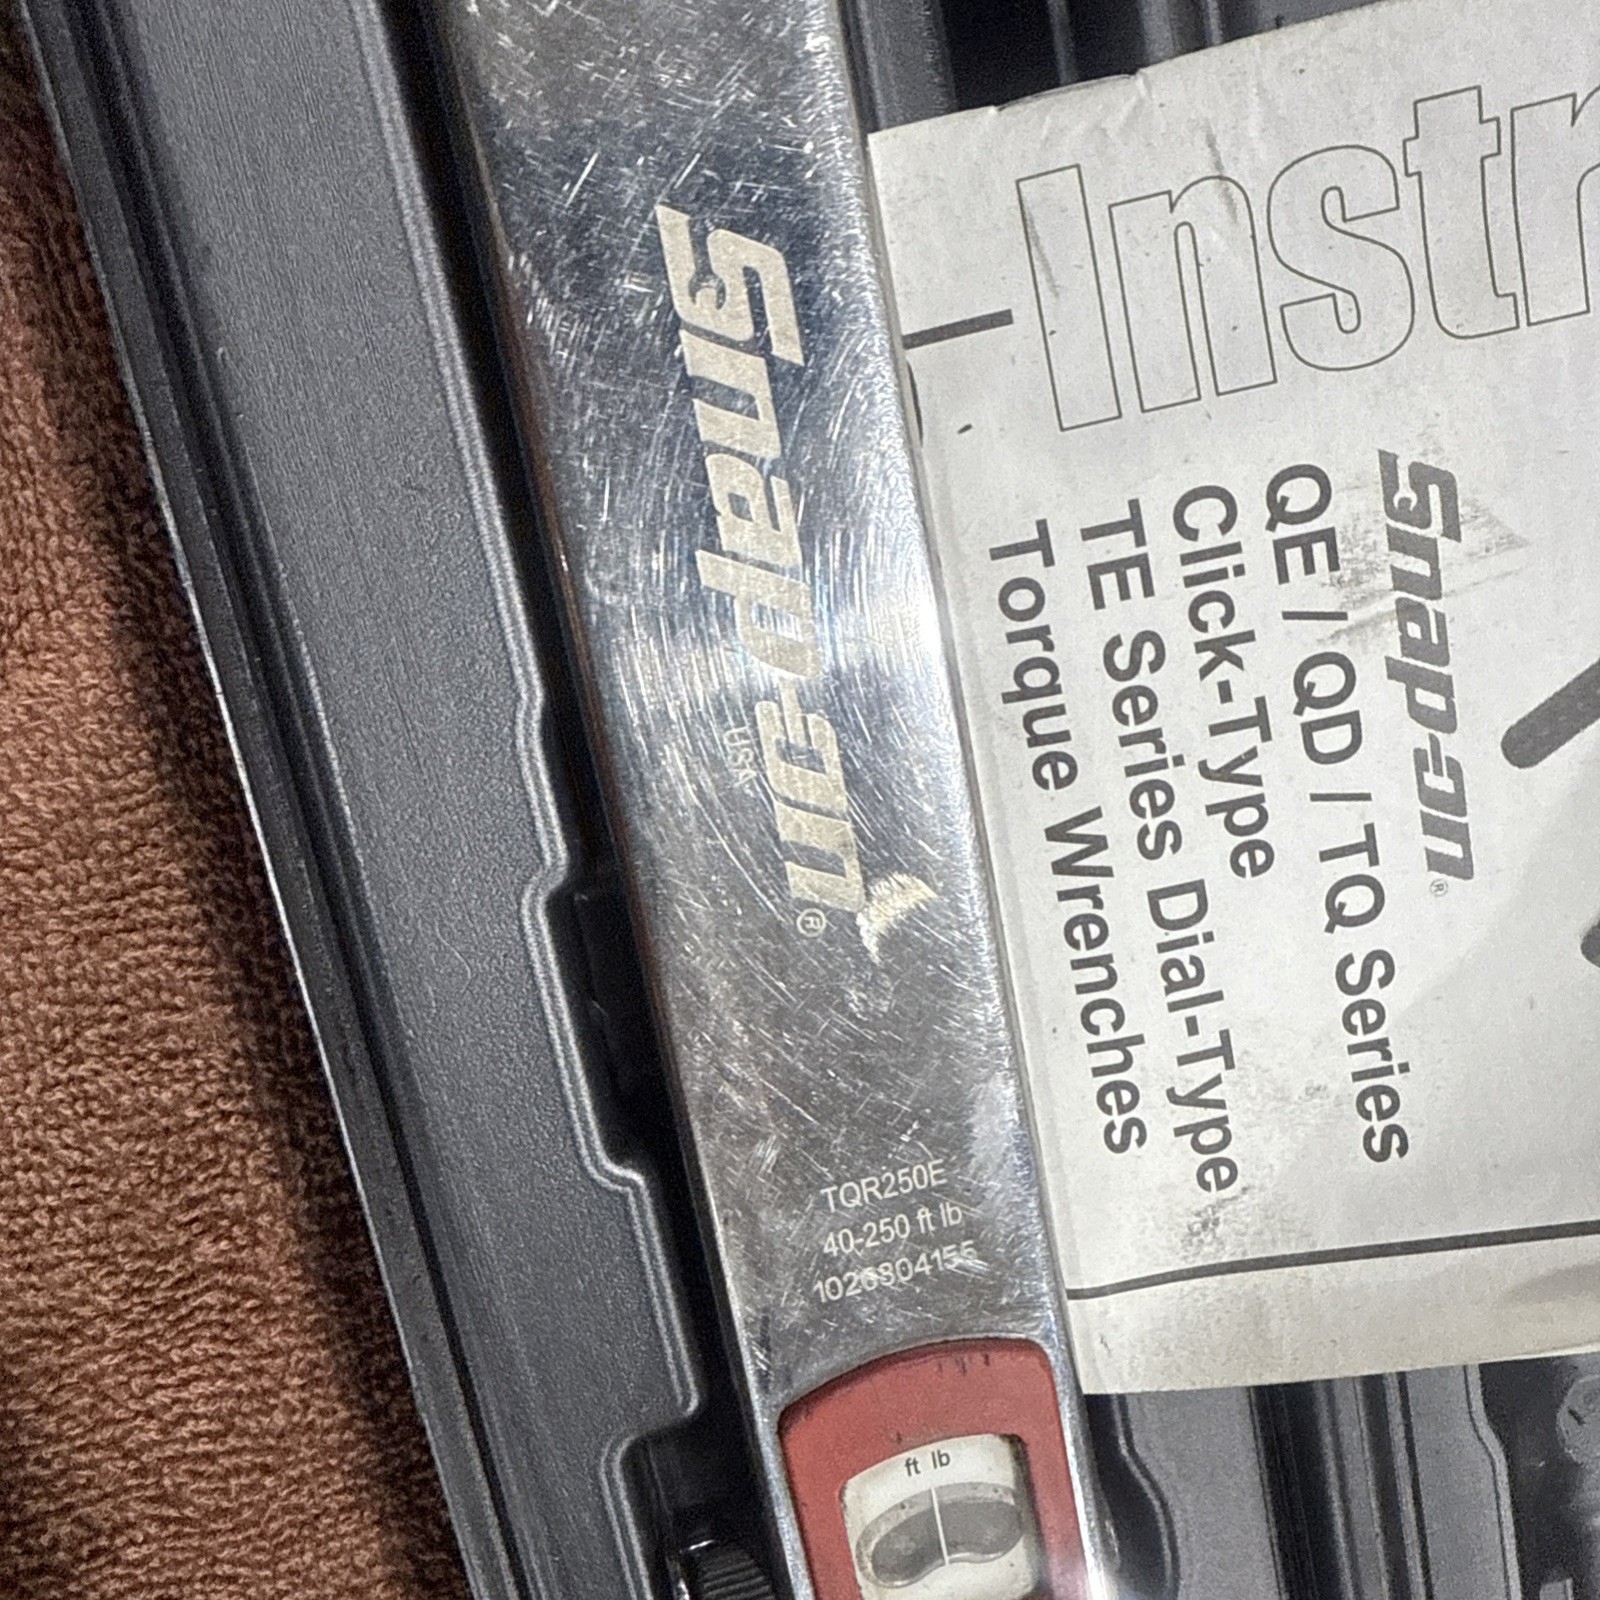 Snap-on®
USA
TQR250E
40-250 ft lb
1026804155
ft lb
Instr
Snap-on®
QE / QD / TQ Series
Click-Type
TE Series Dial-Type
Torque Wrenches